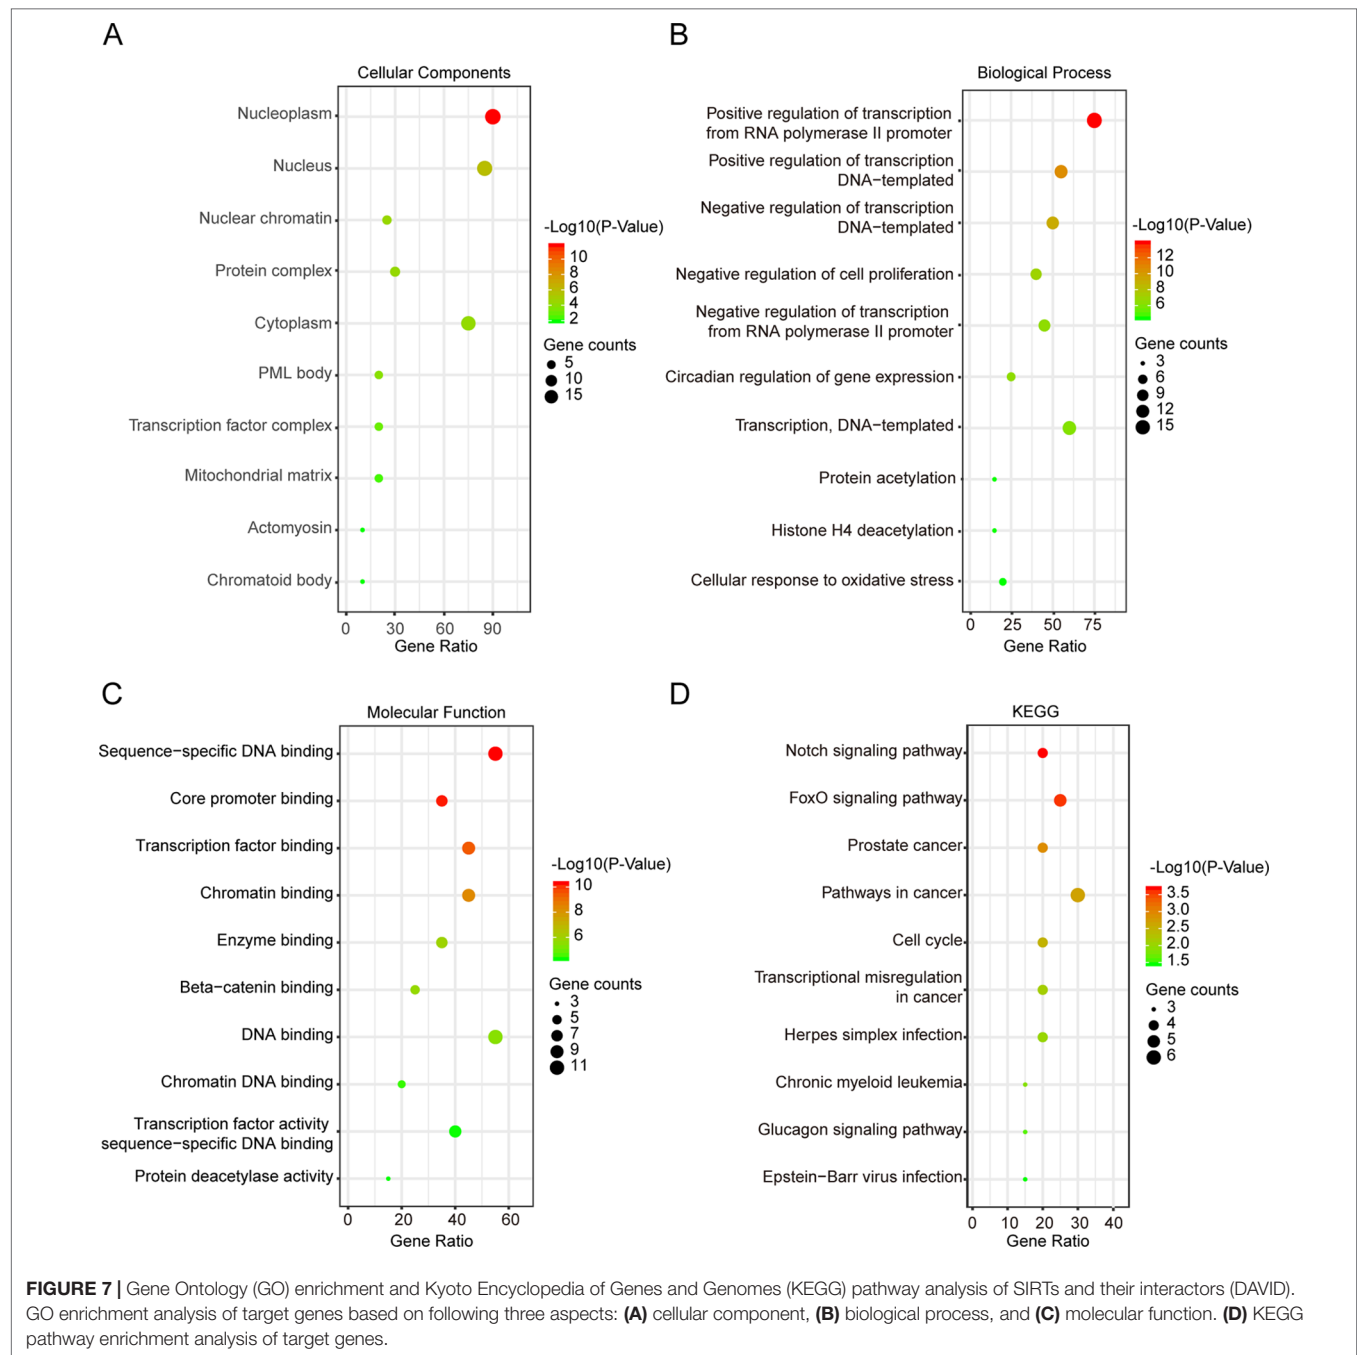 A
Cellular Components
Nucleoplasm
Nucleus
Nuclear chromatin
Protein complex
Cytoplasm
PML body
Transcription factor complex
Mitochondrial matrix
Actomyosin
Chromatoid body
0 30 60 90
Gene Ratio
-Log10(P-Value)
10
8
6
4
2
Gene counts
5
10
15
B
Biological Process
Positive regulation of transcription
from RNA polymerase II promoter
Positive regulation of transcription
DNA−templated
Negative regulation of transcription
DNA−templated
Negative regulation of cell proliferation
Negative regulation of transcription
from RNA polymerase II promoter
Circadian regulation of gene expression
Transcription, DNA−templated
Protein acetylation
Histone H4 deacetylation
Cellular response to oxidative stress
0 25 50 75
Gene Ratio
-Log10(P-Value)
12
10
8
6
Gene counts
3
6
9
12
15
C
Molecular Function
Sequence−specific DNA binding
Core promoter binding
Transcription factor binding
Chromatin binding
Enzyme binding
Beta−catenin binding
DNA binding
Chromatin DNA binding
Transcription factor activity
sequence−specific DNA binding
Protein deacetylase activity
0 20 40 60
Gene Ratio
-Log10(P-Value)
10
8
6
Gene counts
3
5
7
9
11
D
KEGG
Notch signaling pathway
FoxO signaling pathway
Prostate cancer
Pathways in cancer
Cell cycle
Transcriptional misregulation
in cancer
Herpes simplex infection
Chronic myeloid leukemia
Glucagon signaling pathway
Epstein−Barr virus infection
0 10 20 30 40
Gene Ratio
-Log10(P-Value)
3.5
3.0
2.5
2.0
1.5
Gene counts
3
4
5
6
FIGURE 7 | Gene Ontology (GO) enrichment and Kyoto Encyclopedia of Genes and Genomes (KEGG) pathway analysis of SIRTs and their interactors (DAVID).
GO enrichment analysis of target genes based on following three aspects: (A) cellular component, (B) biological process, and (C) molecular function. (D) KEGG
pathway enrichment analysis of target genes.